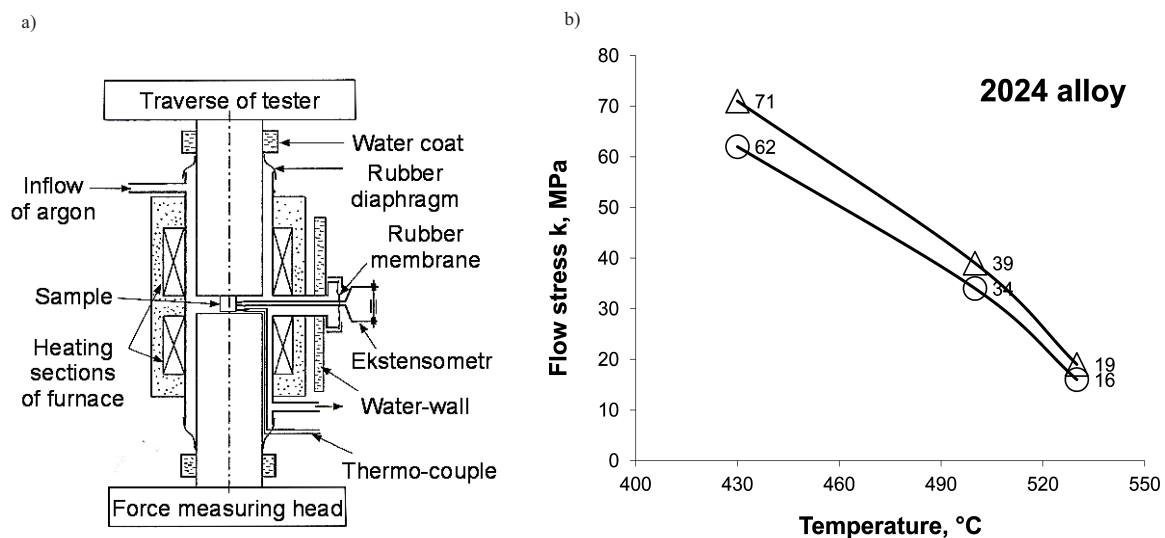 a)
Traverse of tester
Water coat
Rubber
diaphragm
Inflow
of argon
Rubber
membrane
Sample
Heating
sections
of furnace
Ekstensometr
Water-wall
Thermo-couple
Force measuring head
b)
2024 alloy
Flow stress k, MPa
80
70
60
50
40
30
20
10
0
71
62
39
34
19
16
400
430
460
490
520
550
Temperature, °C